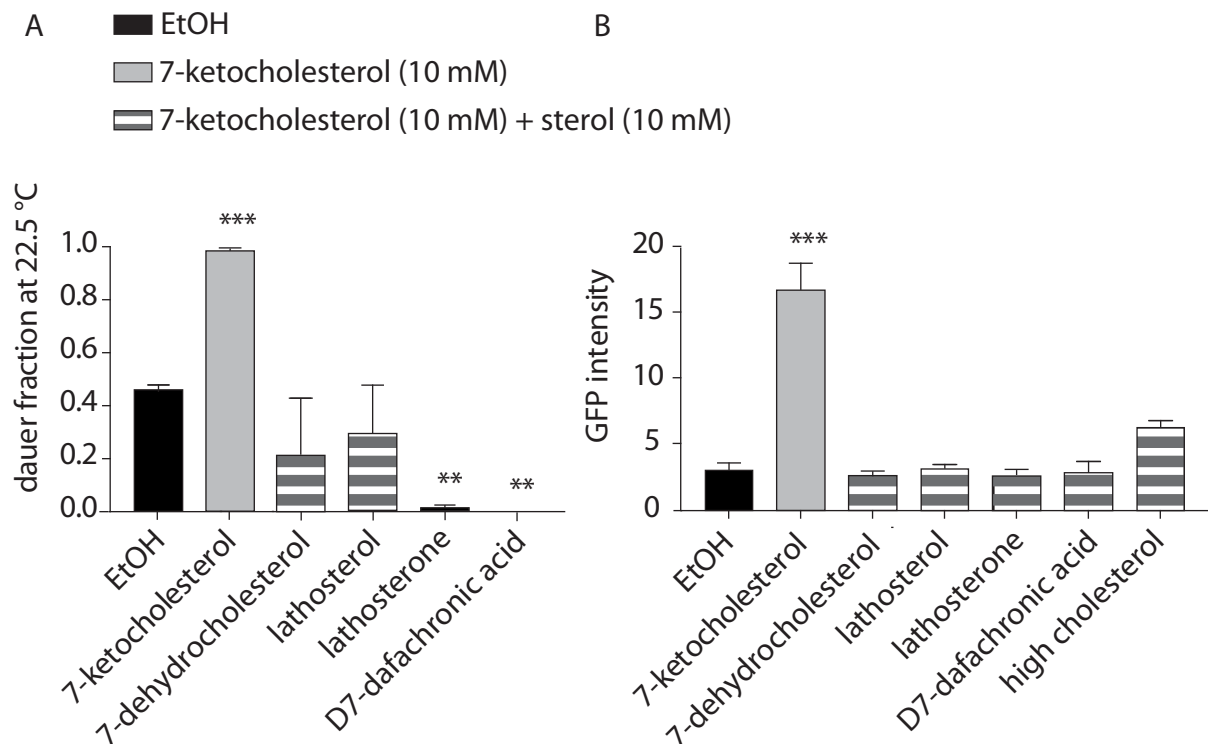 A
EtOH
7-ketocholesterol (10 mM)
7-ketocholesterol (10 mM) + sterol (10 mM)
B
dauer fraction at 22.5 °C
1.0
0.8
0.6
0.4
0.2
0.0
***
**
**
EtOH
7-ketocholesterol
7-dehydrocholesterol
lathosterol
lathosterone
D7-dafachronic acid
GFP intensity
20
15
10
5
0
***
EtOH
7-ketocholesterol
7-dehydrocholesterol
lathosterol
lathosterone
D7-dafachronic acid
high cholesterol